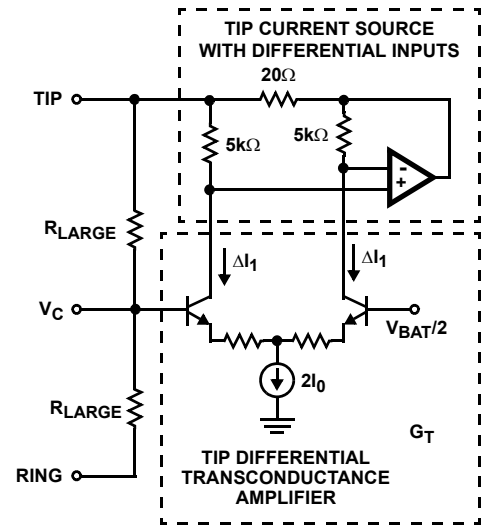 TIP CURRENT SOURCE
WITH DIFFERENTIAL INPUTS
20Ω
TIP
5kΩ
5kΩ
-
+
RLARGE
ΔI1
ΔI1
VC
VBAT/2
RLARGE
2I0
GT
RING
TIP DIFFERENTIAL
TRANSCONDUCTANCE
AMPLIFIER